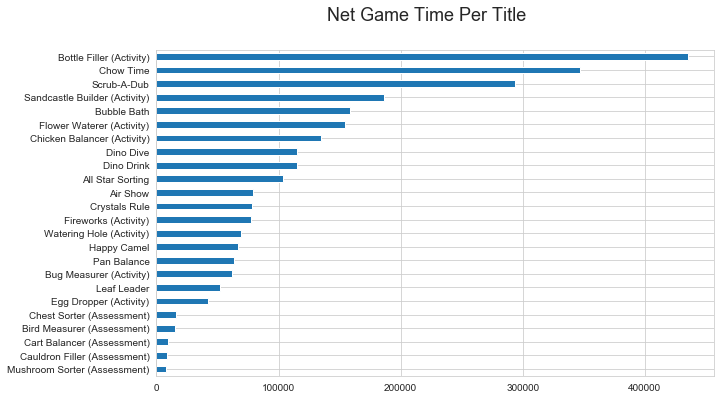 Net Game Time Per Title
Bottle Filler (Activity)
Chow Time
Scrub-A-Dub
Sandcastle Builder (Activity)
Bubble Bath
Flower Waterer (Activity)
Chicken Balancer (Activity)
Dino Dive
Dino Drink
All Star Sorting
Air Show
Crystals Rule
Fireworks (Activity)
Watering Hole (Activity)
Happy Camel
Pan Balance
Bug Measurer (Activity)
Leaf Leader
Egg Dropper (Activity)
Chest Sorter (Assessment)
Bird Measurer (Assessment)
Cart Balancer (Assessment)
Cauldron Filler (Assessment)
Mushroom Sorter (Assessment)
0 100000 200000 300000 400000